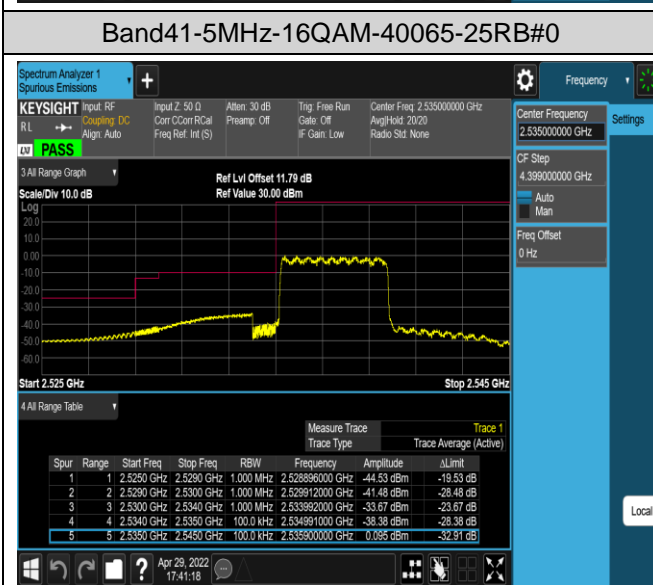 Band41-5MHz-16QAM-40065-25RB#0
Spectrum Analyzer 1
Spurious Emissions
Frequency
KEYSIGHT Input: RF Input Z: 50 Ω Atten: 30 dB Trig: Free Run Center Freq: 2.535000000 GHz
RL Coupling: DC Corr CCorr RCal Preamp: Off Gate: Off Avg|Hold: 20/20
Align: Auto Freq Ref: Int (S) IF Gain: Low Radio Std: None
LXI PASS
Center Frequency
2.535000000 GHz
Settings
CF Step
4.399000000 GHz
Auto
Man
Freq Offset
0 Hz
3 All Range Graph
Ref Lvl Offset 11.79 dB
Scale/Div 10.0 dB Ref Value 30.00 dBm
Log
20.0
10.0
0.00
-10.0
-20.0
-30.0
-40.0
-50.0
-60.0
Start 2.525 GHz Stop 2.545 GHz
4 All Range Table
Measure Trace Trace 1
Trace Type Trace Average (Active)
Spur Range Start Freq Stop Freq RBW Frequency Amplitude ΔLimit
1 1 2.5250 GHz 2.5290 GHz 1.000 MHz 2.528896000 GHz -44.53 dBm -19.53 dB
2 2 2.5290 GHz 2.5300 GHz 1.000 MHz 2.529912000 GHz -41.48 dBm -28.48 dB
3 3 2.5300 GHz 2.5340 GHz 1.000 MHz 2.533992000 GHz -33.67 dBm -23.67 dB
4 4 2.5340 GHz 2.5350 GHz 100.0 kHz 2.534991000 GHz -38.38 dBm -28.38 dB
5 5 2.5350 GHz 2.5450 GHz 100.0 kHz 2.535900000 GHz 0.095 dBm -32.91 dB
Local
Apr 29, 2022
17:41:18